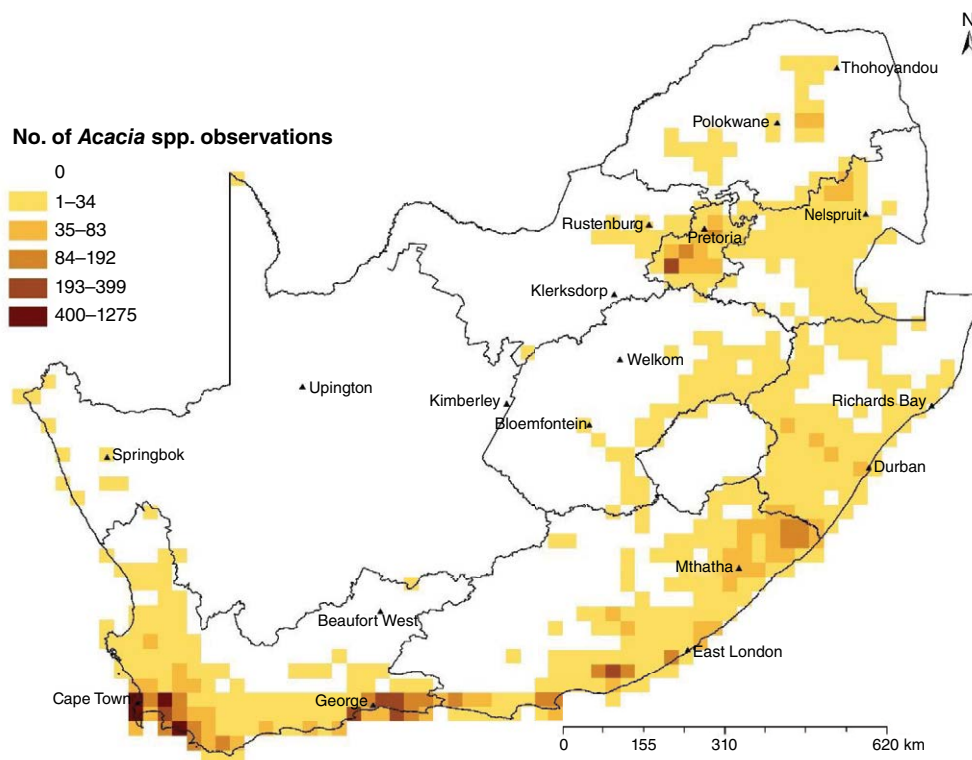 N
Thohoyandou
Polokwane
No. of Acacia spp. observations
0
1–34
35–83
84–192
193–399
400–1275
Nelspruit
Rustenburg
Pretoria
Klerksdorp
Welkom
Upington
Kimberley
Richards Bay
Bloemfontein
Springbok
Durban
Mthatha
Beaufort West
East London
Cape Town
George
0 155 310 620 km